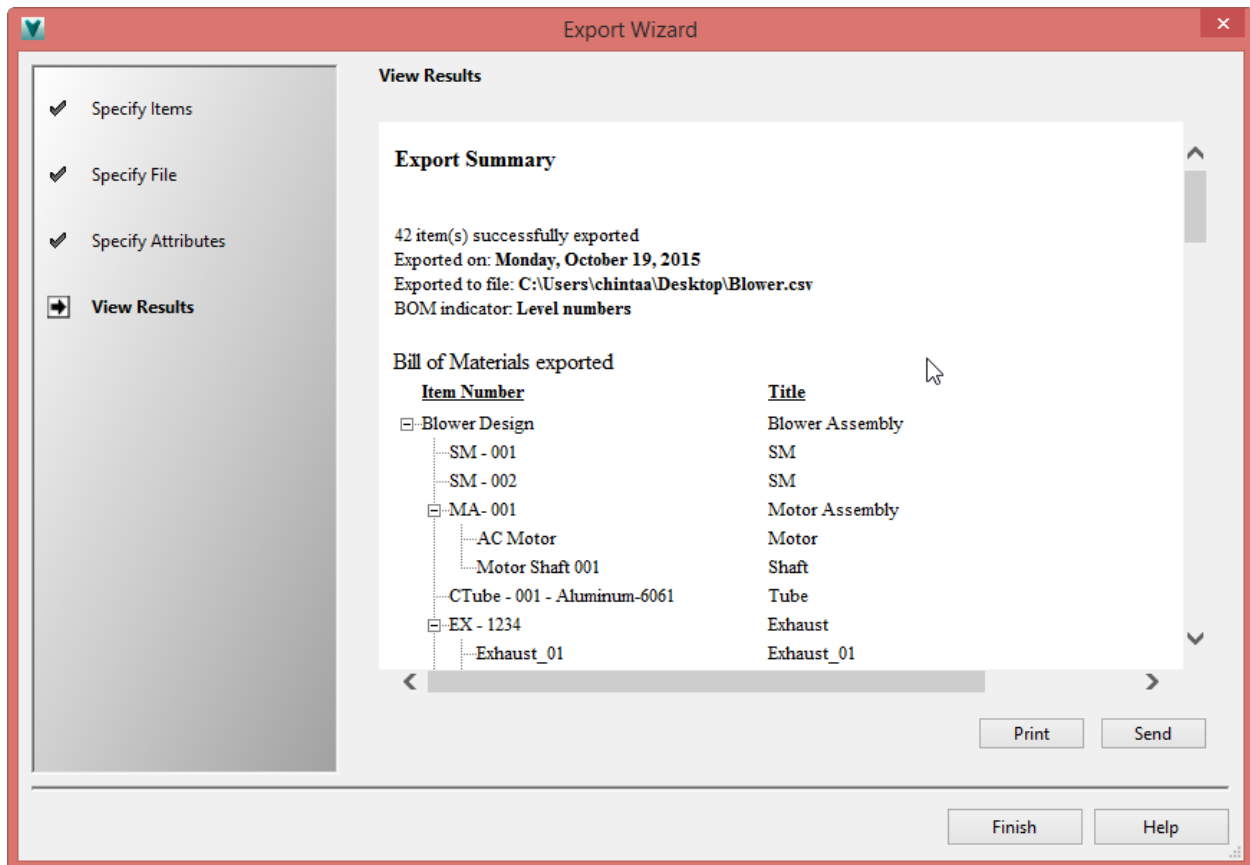 Export Wizard
Specify Items
Specify File
Specify Attributes
View Results
View Results
Export Summary
42 item(s) successfully exported
Exported on: Monday, October 19, 2015
Exported to file: C:\Users\chintaa\Desktop\Blower.csv
BOM indicator: Level numbers
Bill of Materials exported
Item Number Title
Blower Design Blower Assembly
SM - 001 SM
SM - 002 SM
MA- 001 Motor Assembly
AC Motor Motor
Motor Shaft 001 Shaft
CTube - 001 - Aluminum-6061 Tube
EX - 1234 Exhaust
Exhaust_01 Exhaust_01
Print Send
Finish Help